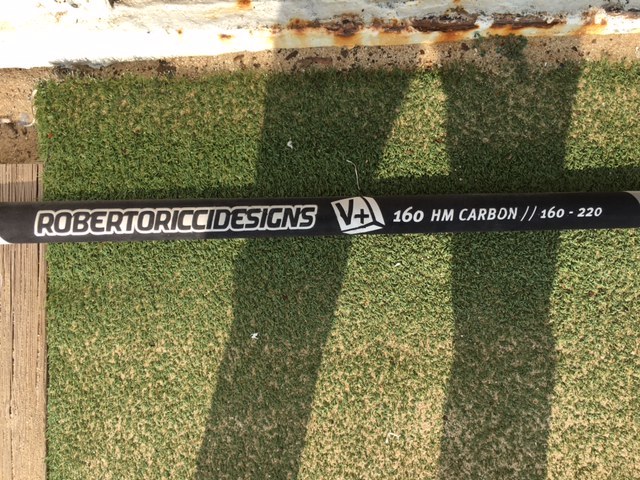 ROBERTORICCIDESIGNS V+ 160 HM CARBON // 160 - 220